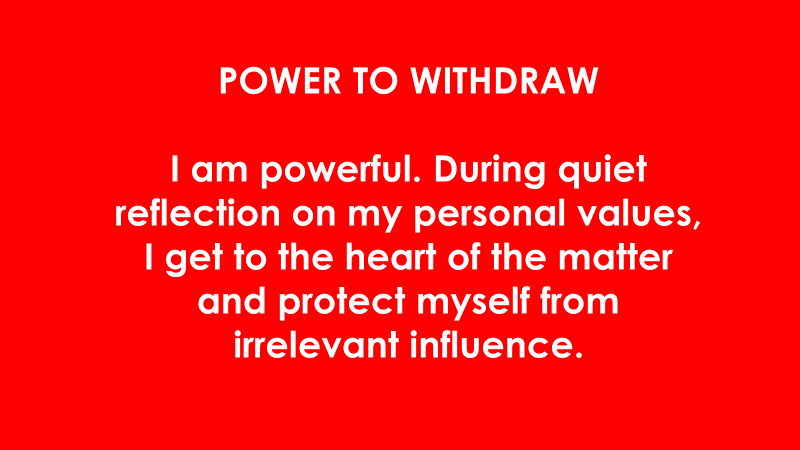 POWER TO WITHDRAW
I am powerful. During quiet
reflection on my personal values,
I get to the heart of the matter
and protect myself from
irrelevant influence.